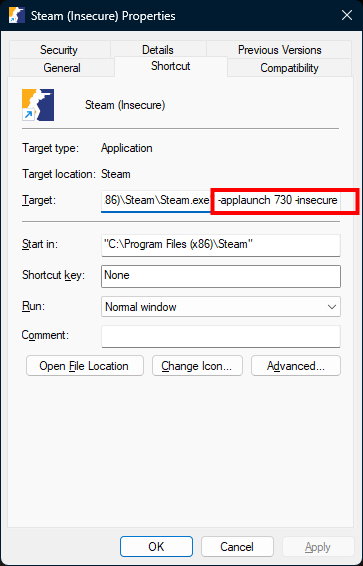 Steam (Insecure) Properties
Security Details Previous Versions
General Shortcut Compatibility
Steam (Insecure)
Target type: Application
Target location: Steam
Target: 86)\Steam\Steam.exe -applaunch 730 -insecure
Start in: "C:\Program Files (x86)\Steam"
Shortcut key: None
Run: Normal window
Comment:
Open File Location Change Icon... Advanced...
OK Cancel Apply